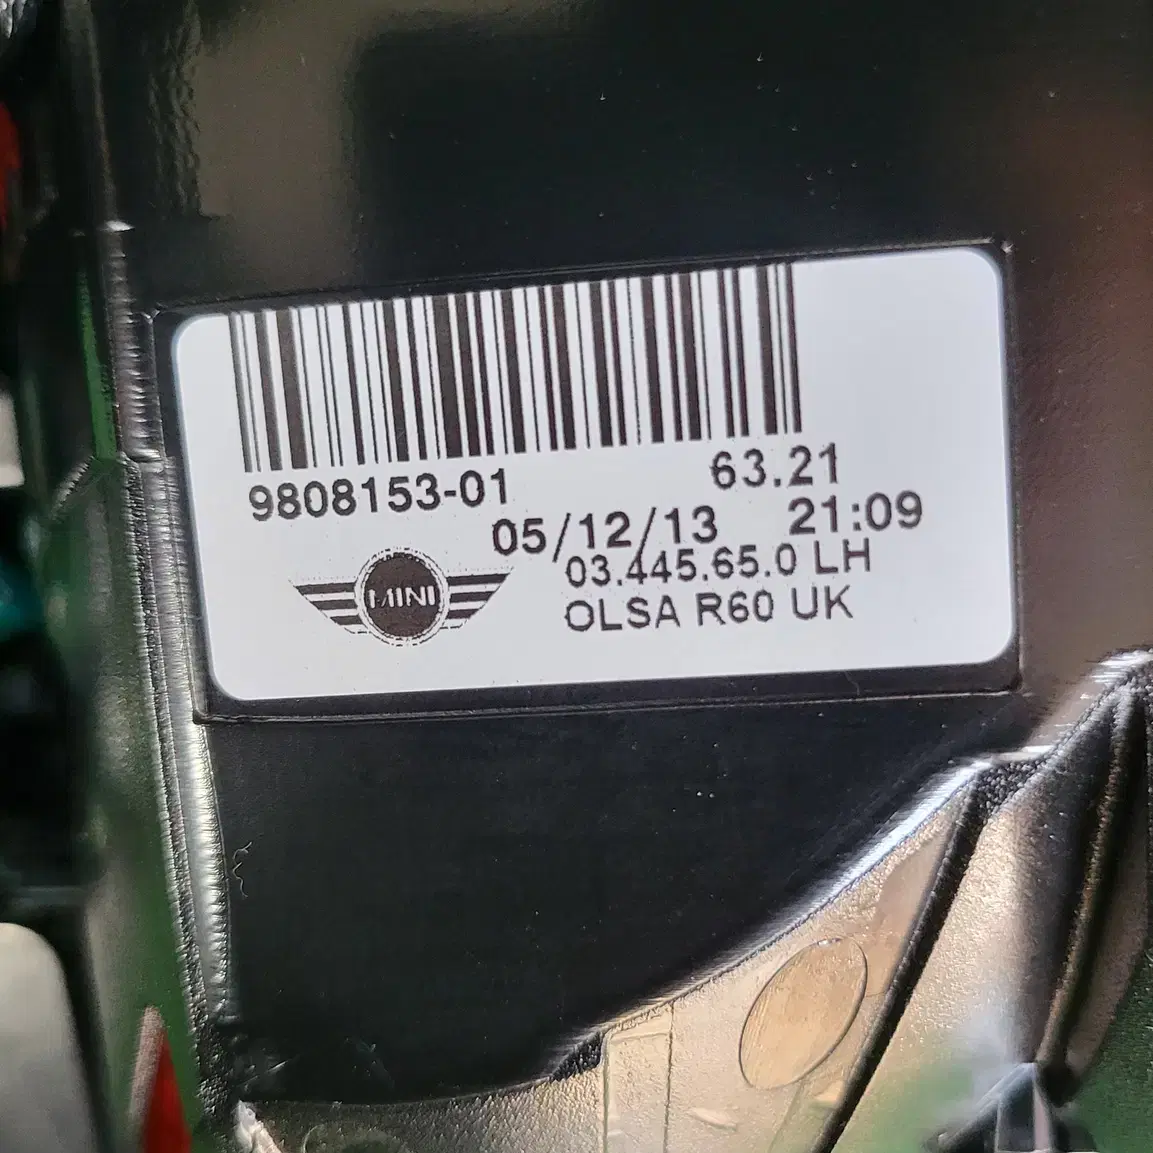 9808153-01 63.21
05/12/13 21:09
03.445.65.0 LH
MINI
OLSA R60 UK